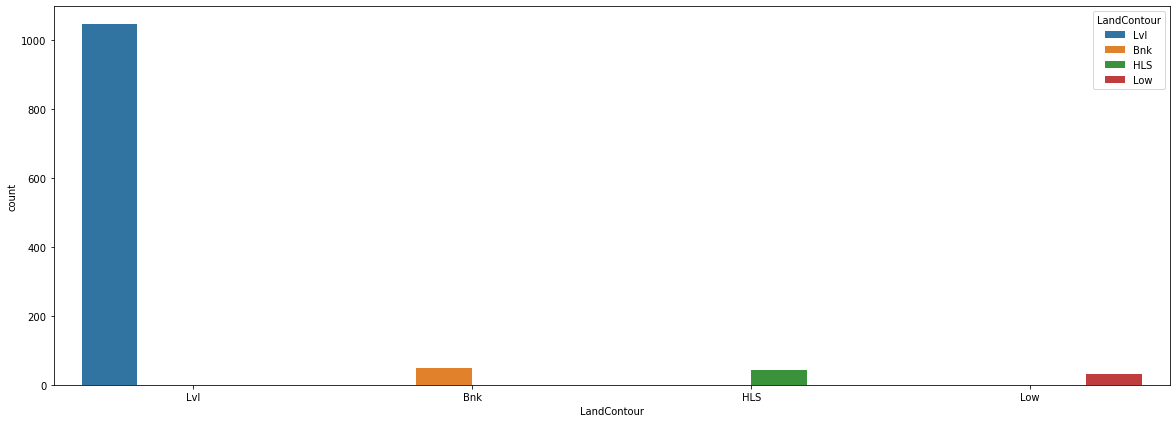 LandContour
Lvl
Bnk
HLS
Low
1000
800
600
400
200
0
count
Lvl Bnk HLS Low
LandContour